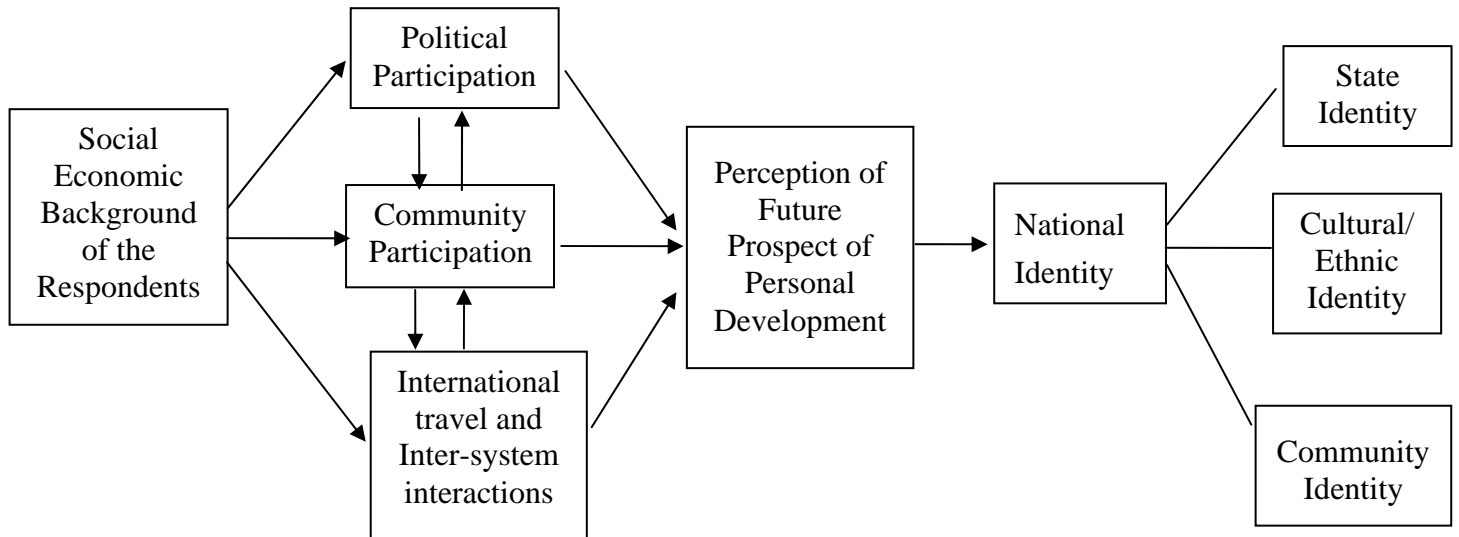 Social
Economic
Background
of the
Respondents
Political
Participation
Community
Participation
International
travel and
Inter-system
interactions
Perception of
Future
Prospect of
Personal
Development
National
Identity
State
Identity
Cultural/
Ethnic
Identity
Community
Identity